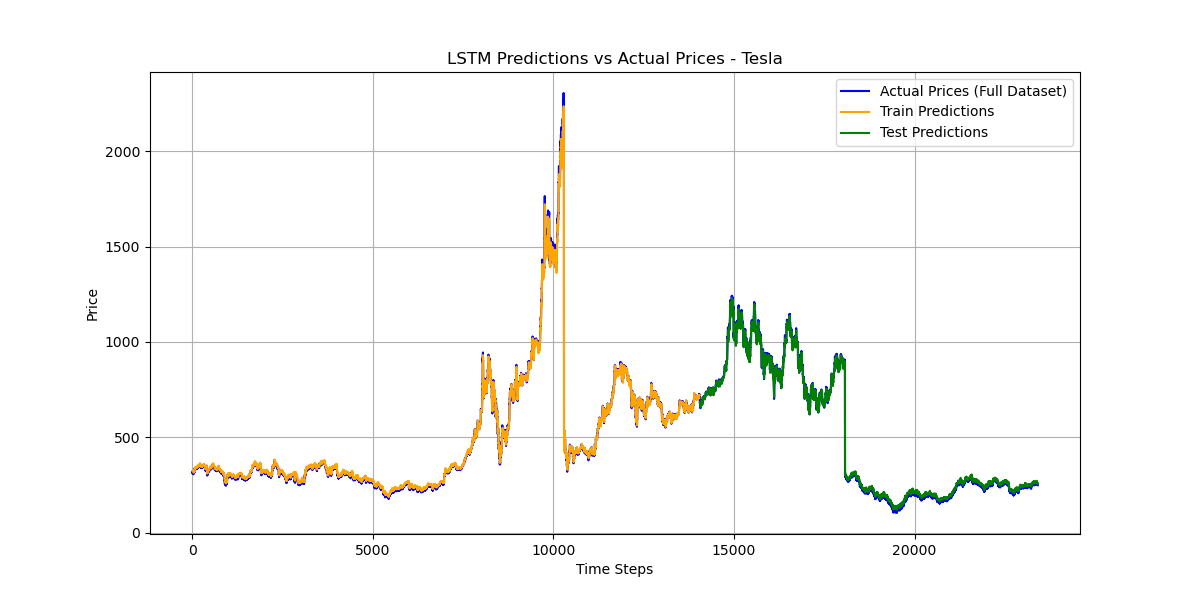 LSTM Predictions vs Actual Prices - Tesla
Actual Prices (Full Dataset)
Train Predictions
Test Predictions
Price
2000
1500
1000
500
0
0 5000 10000 15000 20000
Time Steps